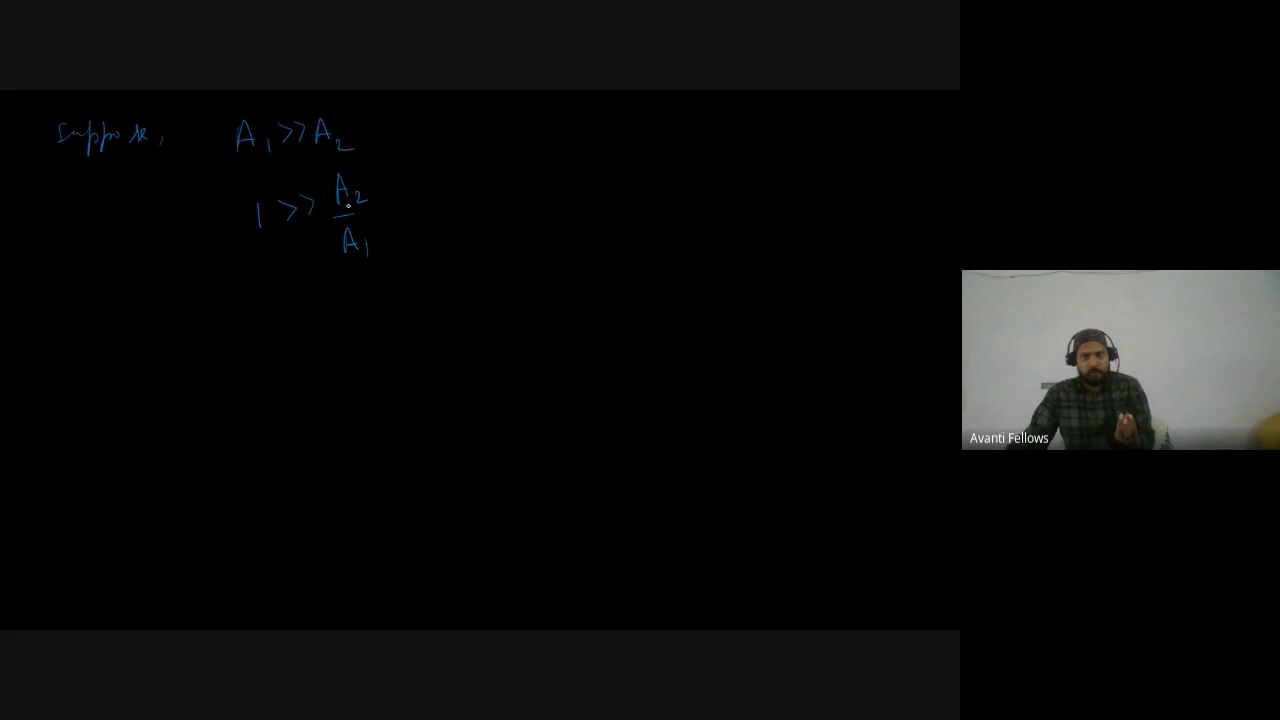 Suppose, A₁ >> A₂
1 >> A₂/A₁
Avanti Fellows